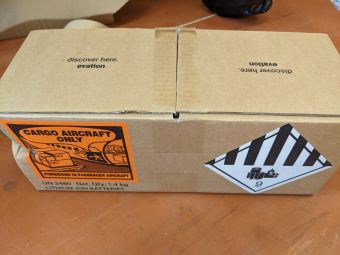 discover here.
evation
discover here.
evation
CARGO AIRCRAFT
ONLY
FORBIDDEN IN PASSENGER AIRCRAFT
UN 3480 Net. Qty: 1.4 kg
LITHIUM ION BATTERIES
9